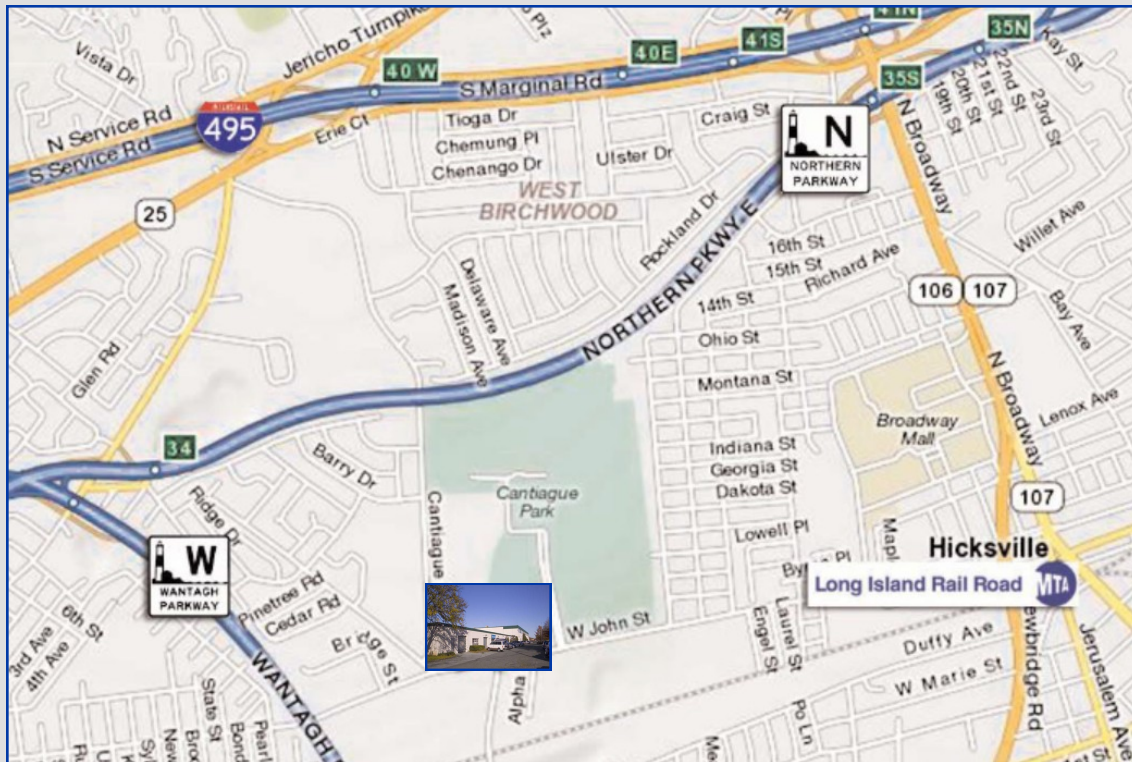 Plz
41N
35N
Vista Dr
Jericho Turnpike
40 W
40E
41S
22nd St
Kay St
S Marginal Rd
35S
21st St
20th St
19th St
23rd St
495
N Service Rd
S Service Rd
Erie Ct
Tioga Dr
Craig St
Chemung Pl
Chenango Dr
Ulster Dr
N
NORTHERN
PARKWAY
N Broadway
WEST
BIRCHWOOD
25
Rockland Dr
Willet Ave
16th St
15th St
Richard Ave
14th St
106
107
Bay Ave
Delaware Ave
Madison Ave
NORTHERN PKWY E
Ohio St
Glen Rd
Montana St
N Broadway
Lenox Ave
Broadway
Mall
34
Barry Dr
Indiana St
Georgia St
Dakota St
Cantiague
Park
107
Ridge Dr
Cantiague
Lowell Pl
Hicksville
W
WANTAGH
PARKWAY
Long Island Rail Road
MTA
Pinetree Rd
Cedar Rd
6th St
3rd Ave
4th Ave
Bridge St
W John St
Engel St
Laurel St
Duffy Ave
W Marie St
Jerusalem Ave
WANTAGH
Alpha
State St
Bond
Pearl
Po Ln